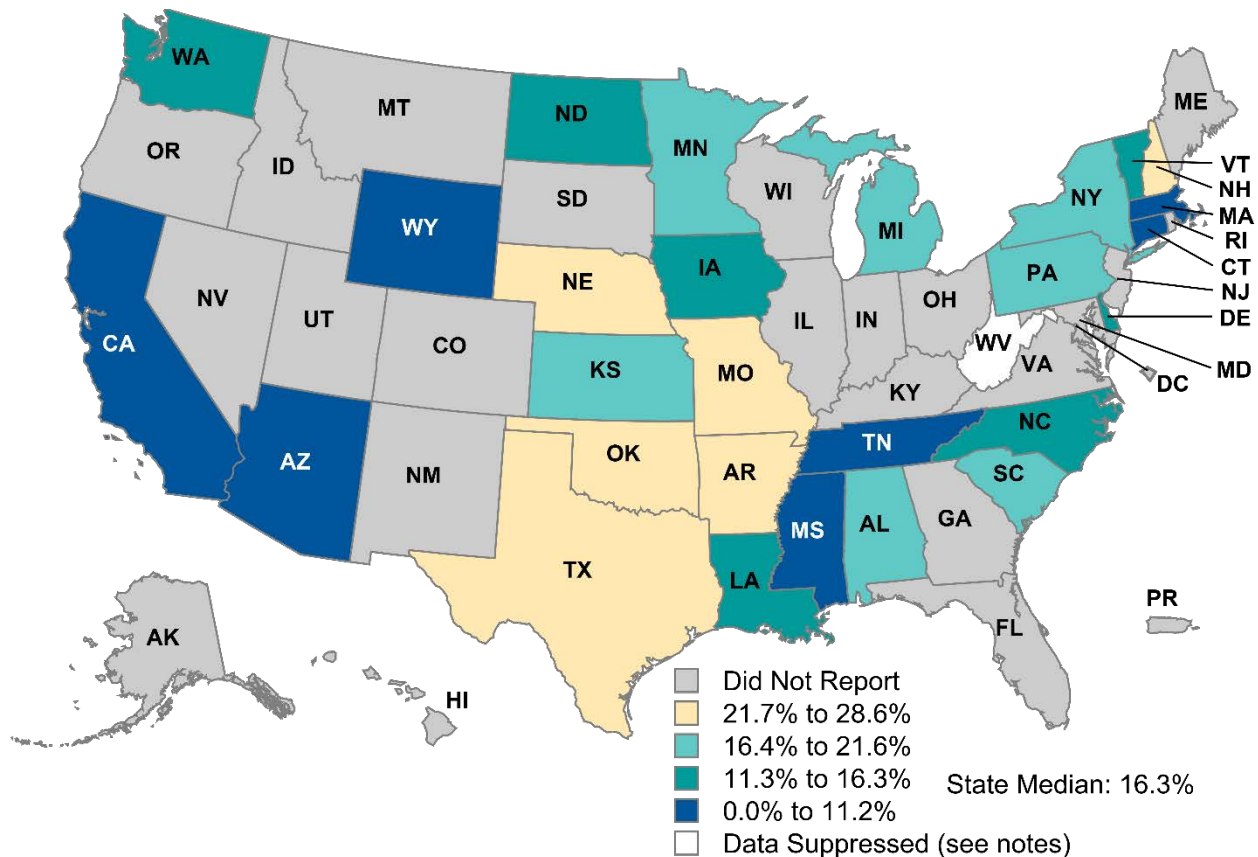 WA
MT
ND
MN
ME
OR
ID
SD
WI
VT
NH
WY
MI
NY
MA
RI
IA
PA
CT
NE
NJ
NV
OH
DE
UT
IL
IN
CA
CO
WV
KS
MO
VA
MD
KY
DC
NC
TN
AZ
OK
NM
AR
SC
MS
AL
GA
TX
LA
PR
AK
FL
HI
Did Not Report
21.7% to 28.6%
16.4% to 21.6%
11.3% to 16.3%
State Median: 16.3%
0.0% to 11.2%
Data Suppressed (see notes)